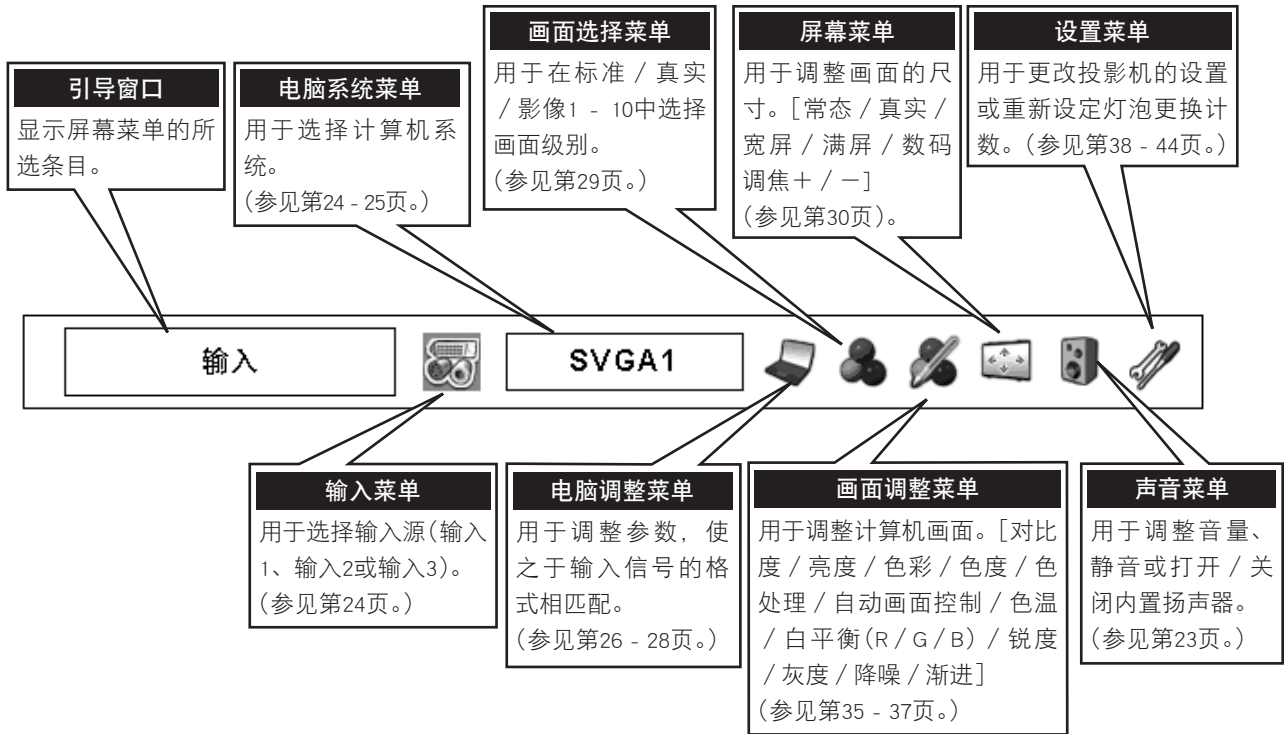 引导窗口
显示屏幕菜单的所
选条目。
电脑系统菜单
用于选择计算机系
统。
(参见第24 - 25页。)
画面选择菜单
用于在标准 / 真实
/ 影像1 - 10中选择
画面级别。
(参见第29页。)
屏幕菜单
用于调整画面的尺
寸。[常态 / 真实 /
宽屏 / 满屏 / 数码
调焦＋ / －]
(参见第30页)。
设置菜单
用于更改投影机的设置
或重新设定灯泡更换计
数。(参见第38 - 44页。)
输入
SVGA1
输入菜单
用于选择输入源(输入
1、输入2或输入3)。
(参见第24页。)
电脑调整菜单
用于调整参数，使
之于输入信号的格
式相匹配。
(参见第26 - 28页。)
画面调整菜单
用于调整计算机画面。[对比
度 / 亮度 / 色彩 / 色度 / 色
处理 / 自动画面控制 / 色温
/ 白平衡(R / G / B) / 锐度
/ 灰度 / 降噪 / 渐进]
(参见第35 - 37页。)
声音菜单
用于调整音量、
静音或打开 / 关
闭内置扬声器。
(参见第23页。)